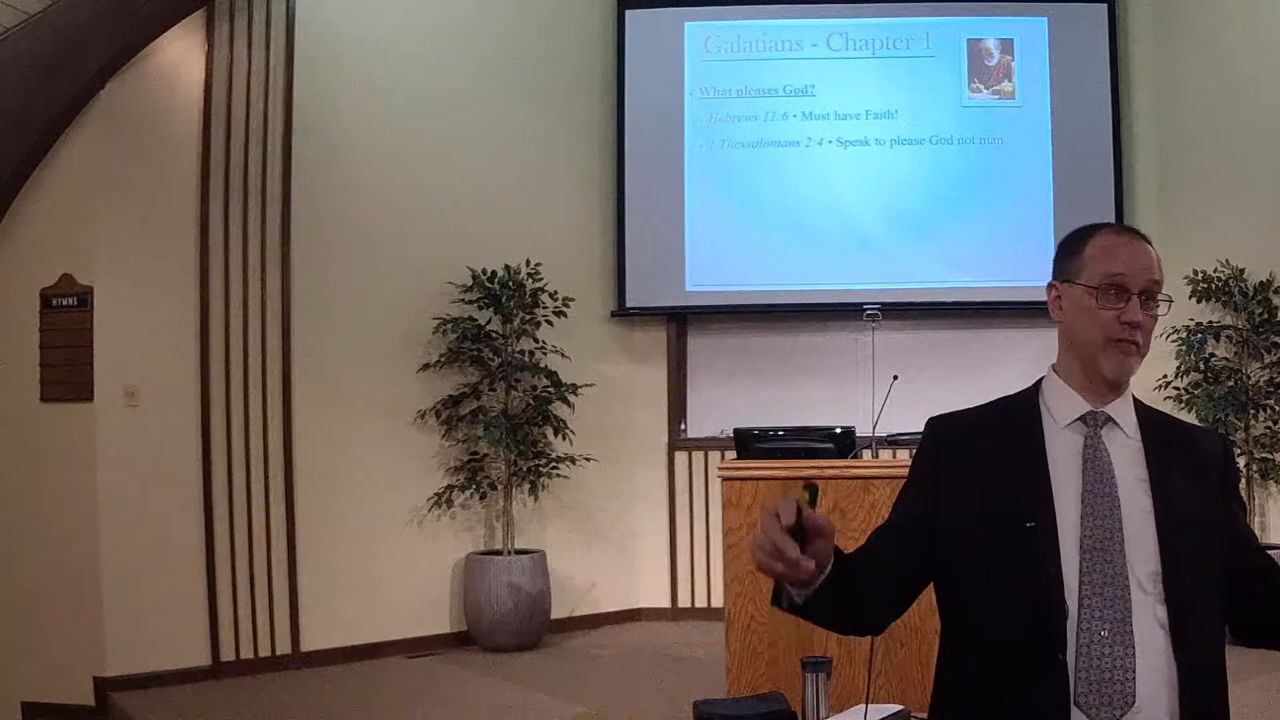 Galatians - Chapter 1
What pleases God?
Hebrews 11:6 • Must have Faith!
1 Thessalonians 2:4 • Speak to please God not man
HYMNS